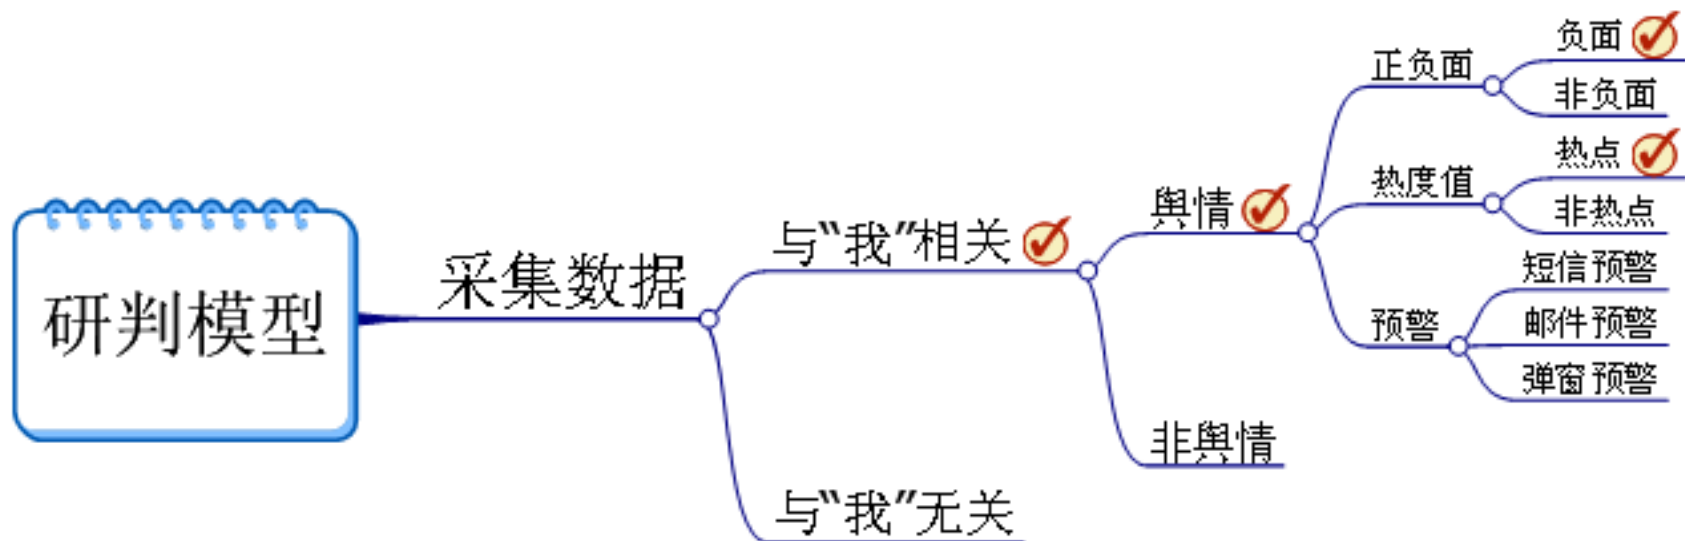 研判模型
采集数据
与“我”相关
舆情
正负面
负面
非负面
热度值
热点
非热点
预警
短信预警
邮件预警
弹窗预警
非舆情
与“我”无关